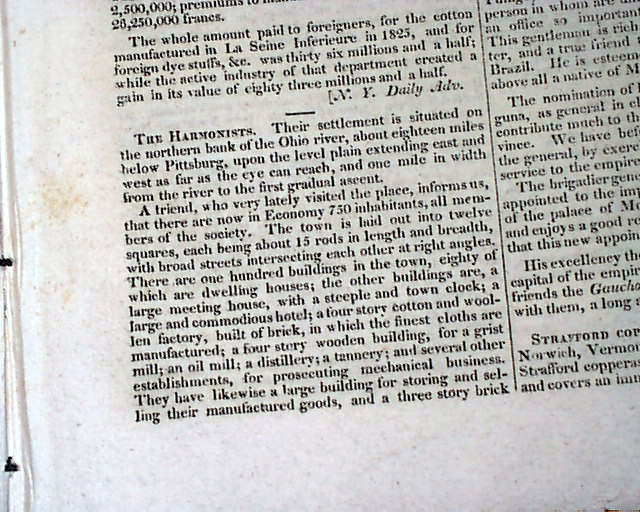 2,500,000; premiums to
26,250,000 francs.
The whole amount paid to foreigners, for the cotton
manufactured in La Seine Inferieure in 1825, and for
foreign dye stuffs, &c. was thirty six millions and a half;
while the active industry of that department created a
gain in its value of eighty three millions and a half.
[N. Y. Daily Adv.
THE HARMONISTS. Their settlement is situated on
the northern bank of the Ohio river, about eighteen miles
below Pittsburg, upon the level plain extending east and
west as far as the eye can reach, and one mile in width
from the river to the first gradual ascent.
A friend, who very lately visited the place, informs us,
that there are now in Economy 750 inhabitants, all mem-
bers of the society. The town is laid out into twelve
squares, each being about 15 rods in length and breadth,
with broad streets intersecting each other at right angles.
There are one hundred buildings in the town, eighty of
which are dwelling houses; the other buildings are, a
large meeting house, with a steeple and town clock; a
large and commodious hotel; a four story cotton and wool-
len factory, built of brick, in which the finest cloths are
manufactured; a four story wooden building, for a grist
mill; an oil mill; a distillery; a tannery; and several other
establishments, for prosecuting mechanical business.
They have likewise a large building for storing and sel-
ling their manufactured goods, and a three story brick
person in whom are
an office so important
This gentleman is rich
ter, and a true friend
Brazil. He is esteem
above all a native of M
The nomination of
guna, as general in
contribute much to th
vince. We have be
the general, by exerc
service to the empire
The brigadier gene
appointed to the im
of the palace of Mo
and enjoys a good re
that this new appoin
His excellency the
capital of the empi
friends the Gaucho
with them, a long
STRAFFORD COP
Norwich, Vermon
Strafford copperas
and covers an im